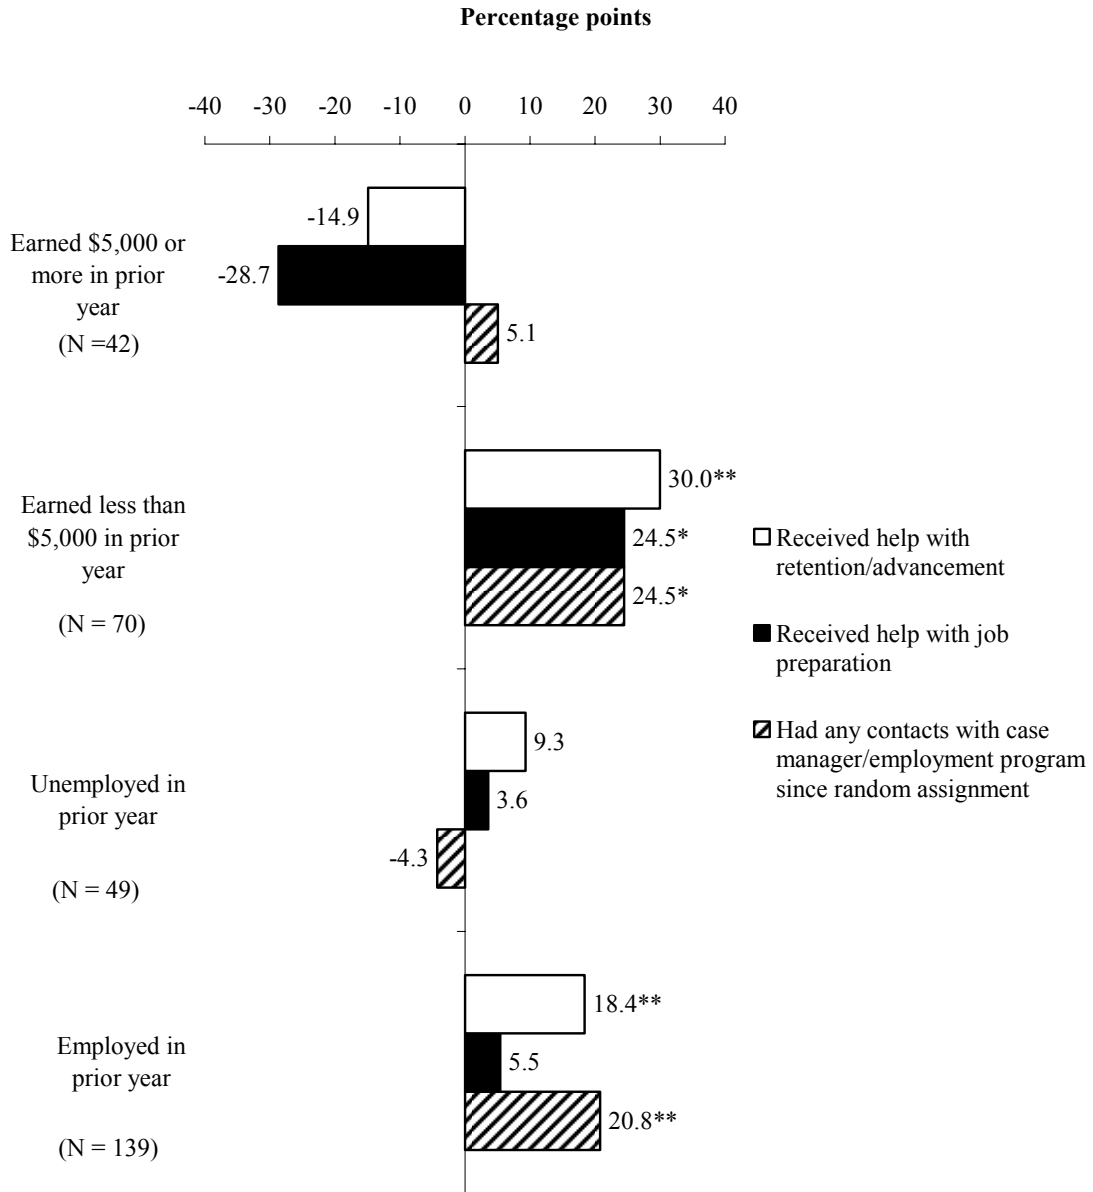 Percentage points
-40 -30 -20 -10 0 10 20 30 40
-14.9
Earned $5,000 or
more in prior
year
(N =42)
-28.7
5.1
30.0**
Earned less than
$5,000 in prior
year
(N = 70)
24.5*
24.5*
Received help with
retention/advancement
Received help with job
preparation
Had any contacts with case
manager/employment program
since random assignment
9.3
Unemployed in
prior year
(N = 49)
3.6
-4.3
18.4**
Employed in
prior year
(N = 139)
5.5
20.8**